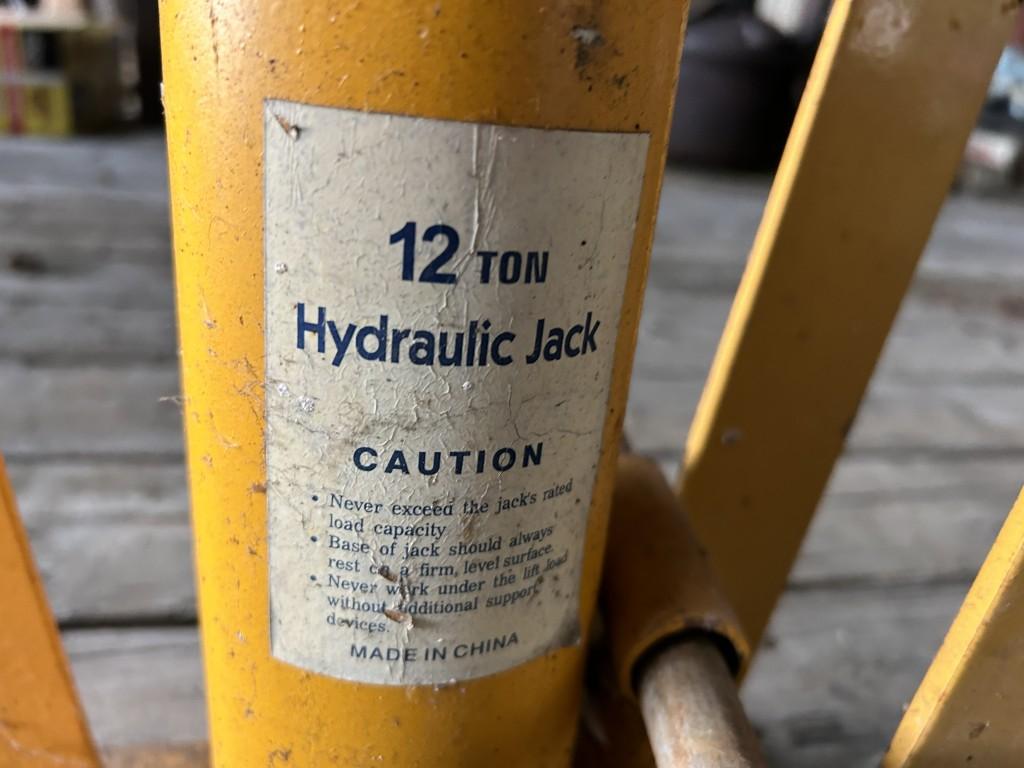 12 TON
Hydraulic Jack
CAUTION
• Never exceed the jack's rated
load capacity
• Base of jack should always
rest on a firm, level surface.
• Never work under the lift load
without additional support
devices.
MADE IN CHINA